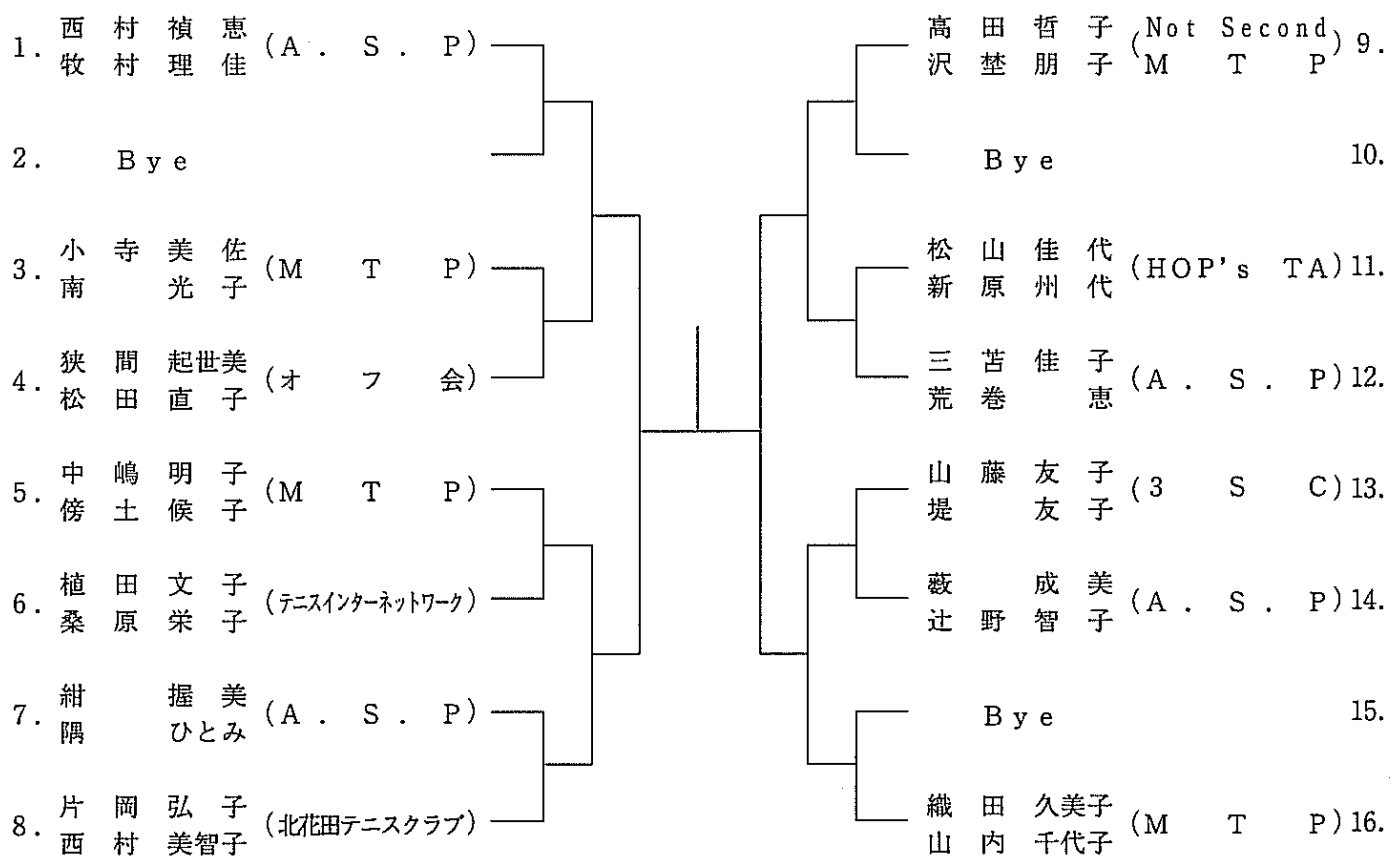 1. 西村禎恵 (A.S.P)
牧村理佳
2. Bye
3. 小寺美佐 (MTP)
南光子
4. 狭間起世美 (オフ会)
松田直子
5. 中嶋明子 (MTP)
傍士候子
6. 植田文子 (テニスインターネットワーク)
桑原栄子
7. 紺握美 (A.S.P)
隅ひとみ
8. 片岡弘子 (北花田テニスクラブ)
西村美智子
高田哲子 (Not Second 9.
沢埜朋子 MTP)
Bye 10.
松山佳代 (HOP's TA) 11.
新原州代
三苫佳子 (A.S.P) 12.
荒巻恵
山藤友子 (3SC) 13.
堤友子
薮成美 (A.S.P) 14.
辻野智子
Bye 15.
織田久美子 (MTP) 16.
山内千代子